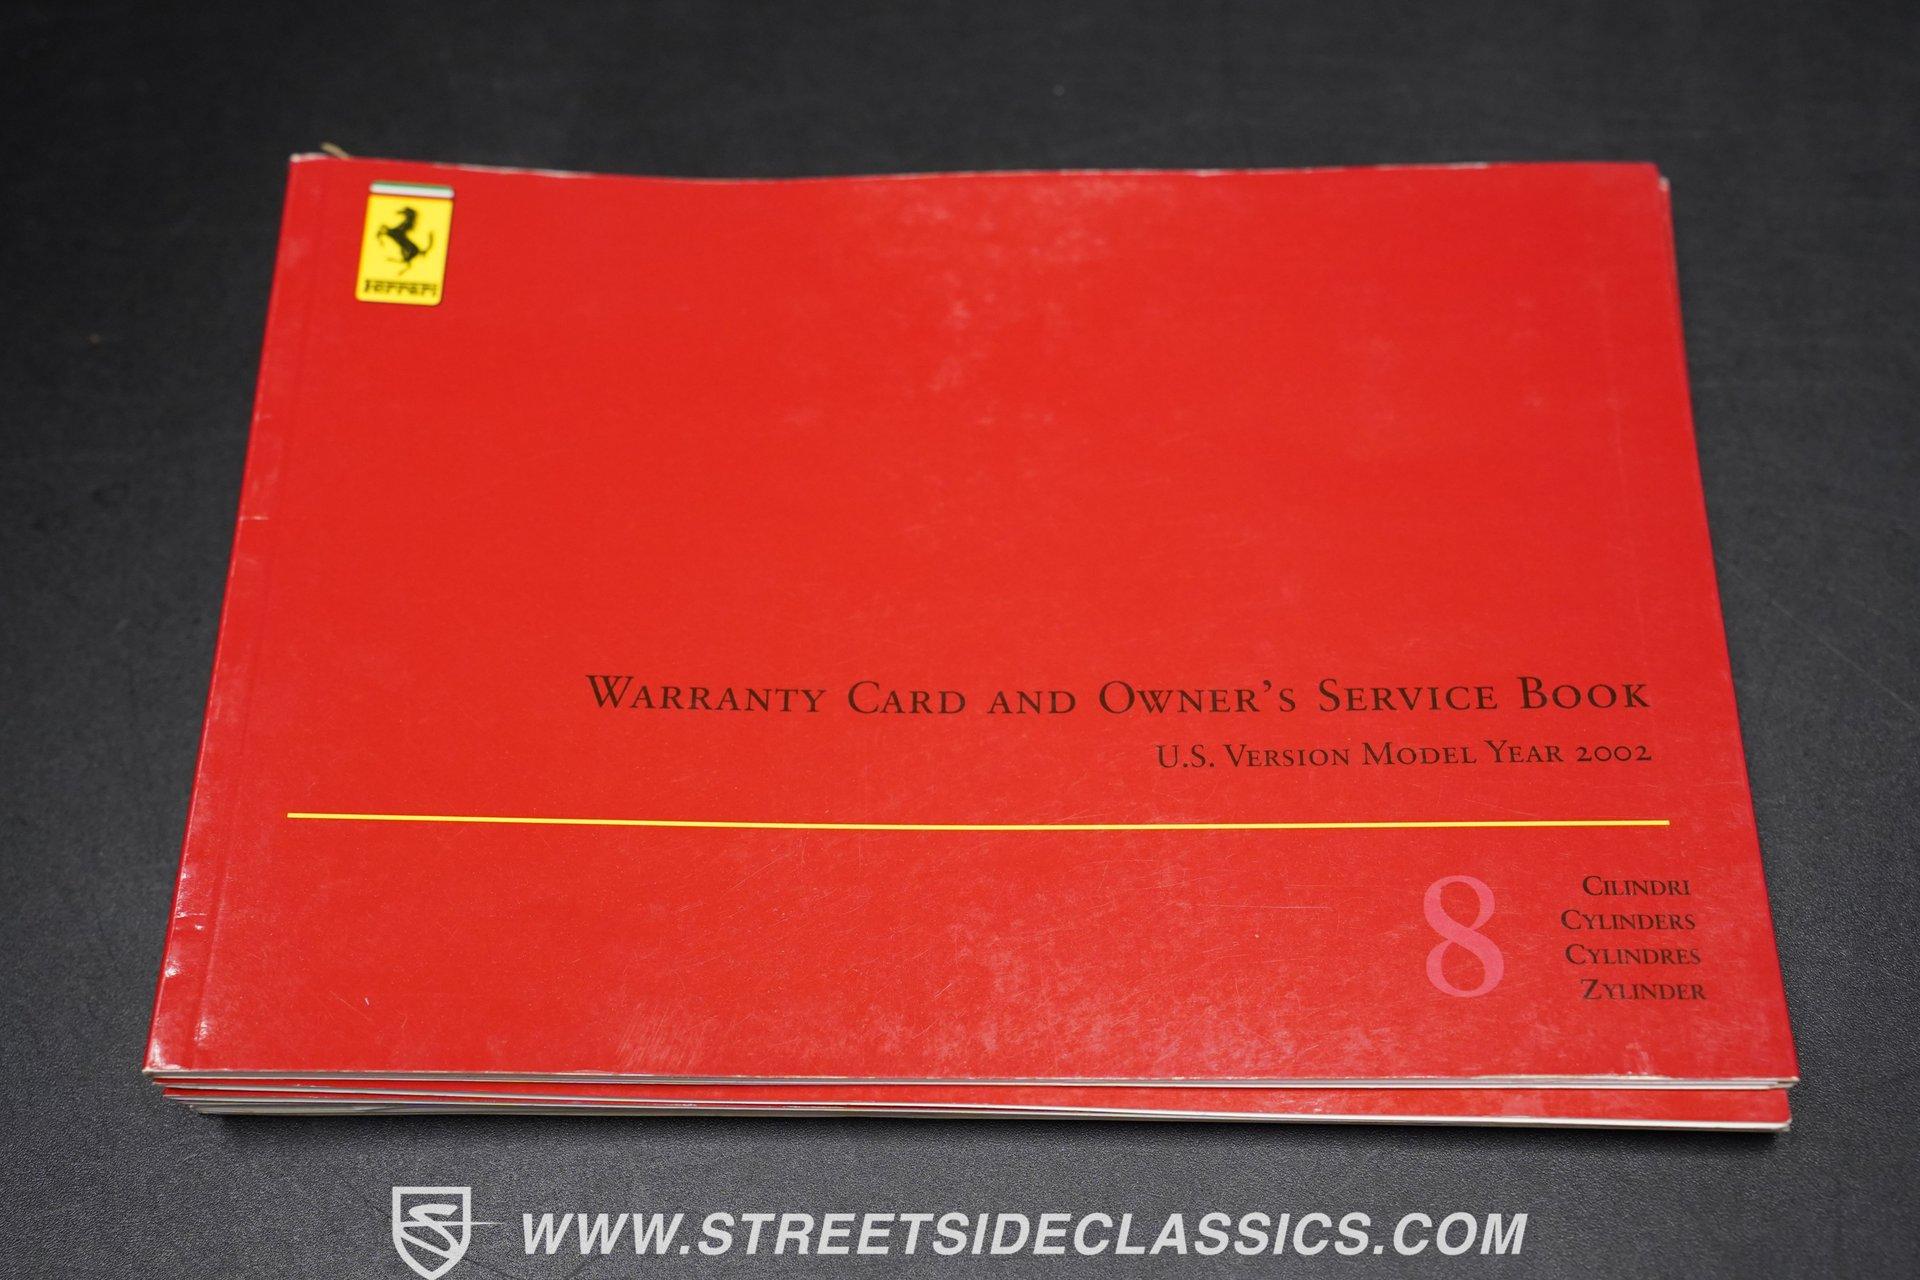 Ferrari
Warranty Card and Owner's Service Book
U.S. Version Model Year 2002
8
Cilindri
Cylinders
Cylindres
Zylinder
WWW.STREETSIDECLASSICS.COM